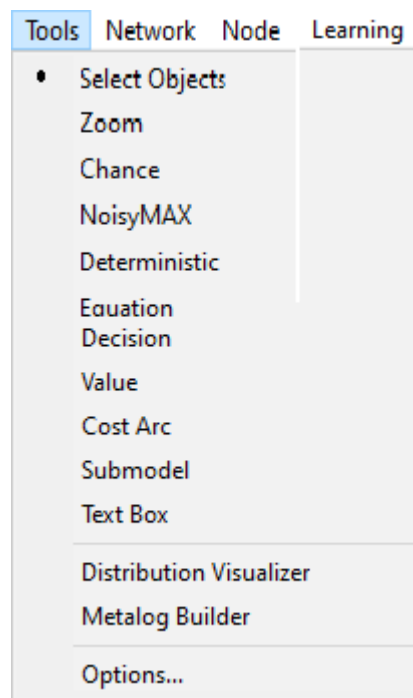 Tools Network Node Learning
Select Objects
Zoom
Chance
NoisyMAX
Deterministic
Equation
Decision
Value
Cost Arc
Submodel
Text Box
Distribution Visualizer
Metalog Builder
Options...